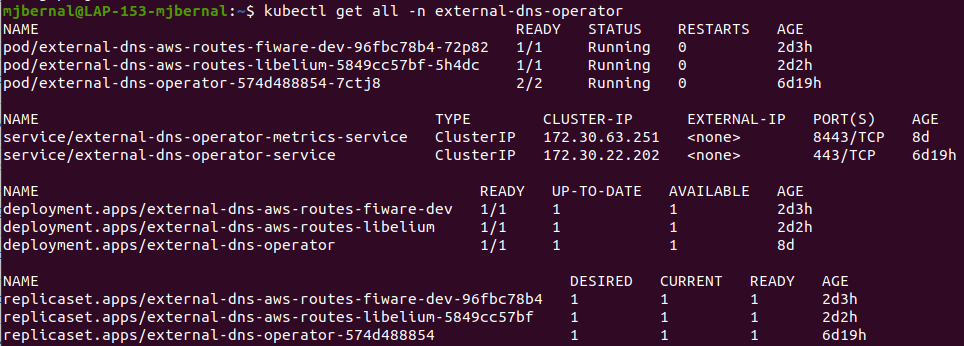 mjbernal@LAP-153-mjbernal:~$ kubectl get all -n external-dns-operator
NAME READY STATUS RESTARTS AGE
pod/external-dns-aws-routes-fiware-dev-96fbc78b4-72p82 1/1 Running 0 2d3h
pod/external-dns-aws-routes-libelium-5849cc57bf-5h4dc 1/1 Running 0 2d2h
pod/external-dns-operator-574d488854-7ctj8 2/2 Running 0 6d19h
NAME TYPE CLUSTER-IP EXTERNAL-IP PORT(S) AGE
service/external-dns-operator-metrics-service ClusterIP 172.30.63.251 <none> 8443/TCP 8d
service/external-dns-operator-service ClusterIP 172.30.22.202 <none> 443/TCP 6d19h
NAME READY UP-TO-DATE AVAILABLE AGE
deployment.apps/external-dns-aws-routes-fiware-dev 1/1 1 1 2d3h
deployment.apps/external-dns-aws-routes-libelium 1/1 1 1 2d2h
deployment.apps/external-dns-operator 1/1 1 1 8d
NAME DESIRED CURRENT READY AGE
replicaset.apps/external-dns-aws-routes-fiware-dev-96fbc78b4 1 1 1 2d3h
replicaset.apps/external-dns-aws-routes-libelium-5849cc57bf 1 1 1 2d2h
replicaset.apps/external-dns-operator-574d488854 1 1 1 6d19h